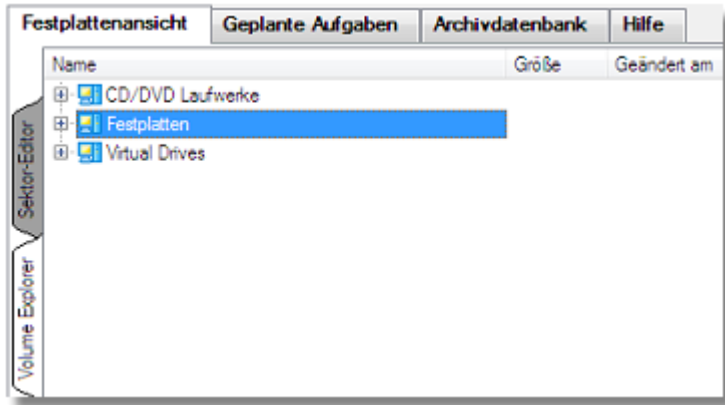 Festplattenansicht Geplante Aufgaben Archivdatenbank Hilfe
Name Größe Geändert am
CD/DVD Laufwerke
Festplatten
Virtual Drives
Sektor-Editor
Volume Explorer